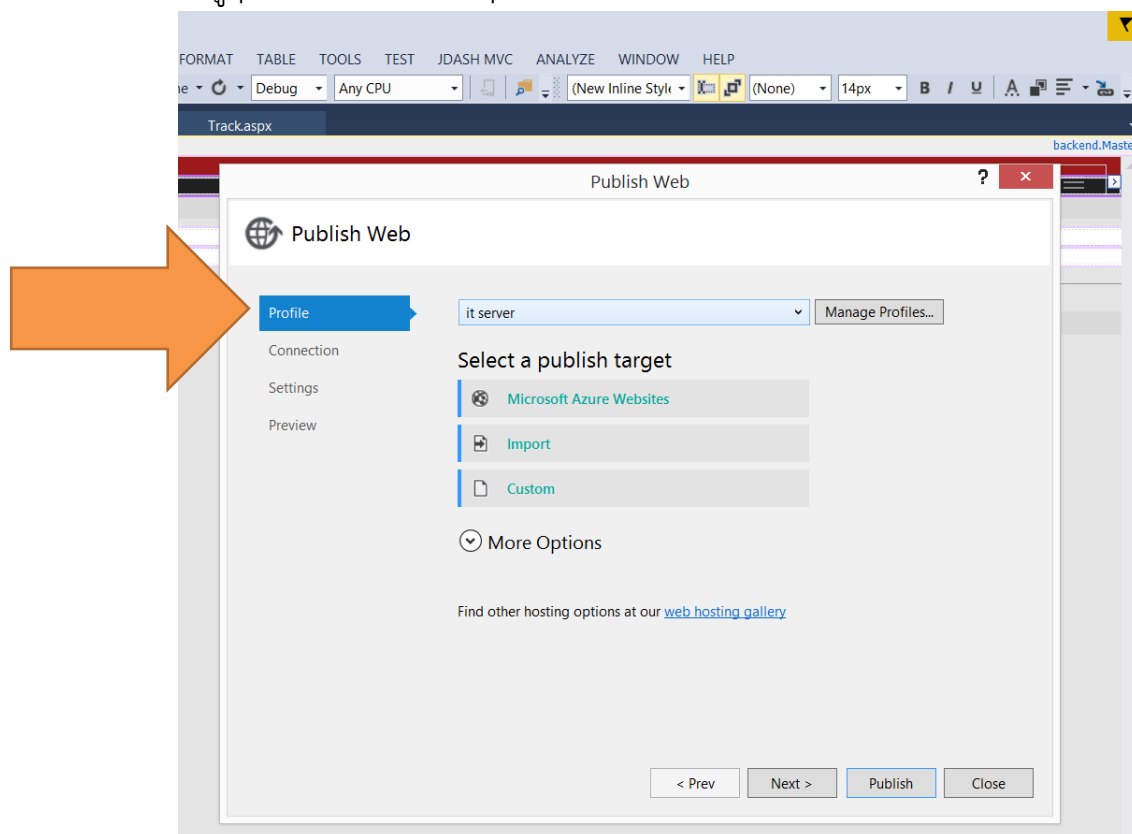 FORMAT TABLE TOOLS TEST JDASH MVC ANALYZE WINDOW HELP
Debug Any CPU (New Inline Style (None) 14px B I U A
Track.aspx
backend.Maste
Publish Web ?
Publish Web
Profile
it server
Manage Profiles...
Connection
Select a publish target
Settings
Microsoft Azure Websites
Preview
Import
Custom
More Options
Find other hosting options at our web hosting gallery
< Prev Next > Publish Close